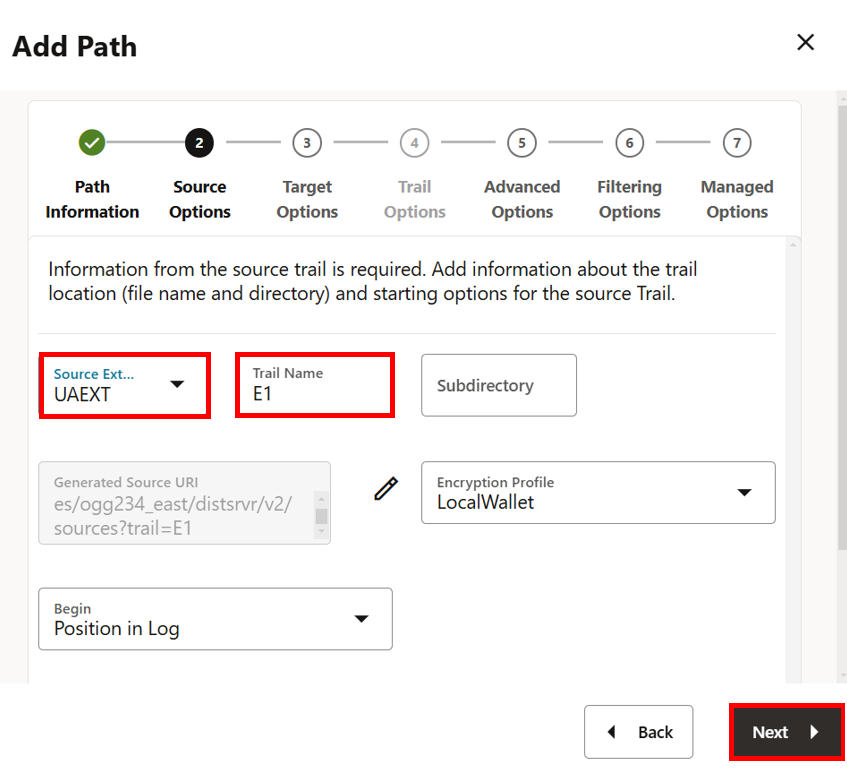 Add Path
2
3
4
5
6
7
Path Information
Source Options
Target Options
Trail Options
Advanced Options
Filtering Options
Managed Options
Information from the source trail is required. Add information about the trail
location (file name and directory) and starting options for the source Trail.
Source Ext...
UAEXT
Trail Name
E1
Subdirectory
Generated Source URI
es/ogg234_east/distsrvr/v2/
sources?trail=E1
Encryption Profile
LocalWallet
Begin
Position in Log
Back
Next